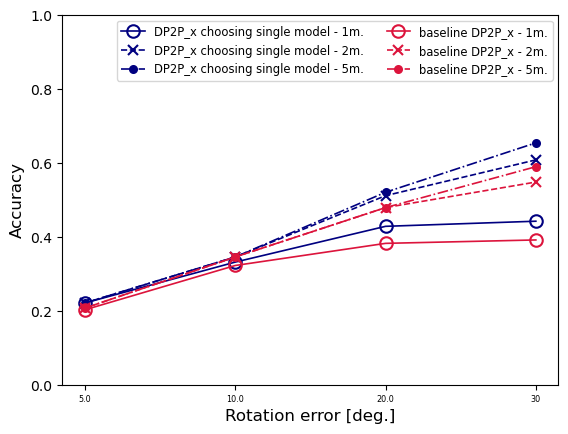 1.0
DP2P_x choosing single model - 1m.
DP2P_x choosing single model - 2m.
DP2P_x choosing single model - 5m.
baseline DP2P_x - 1m.
baseline DP2P_x - 2m.
baseline DP2P_x - 5m.
0.8
0.6
0.4
0.2
0.0
Accuracy
5.0 10.0 20.0 30
Rotation error [deg.]